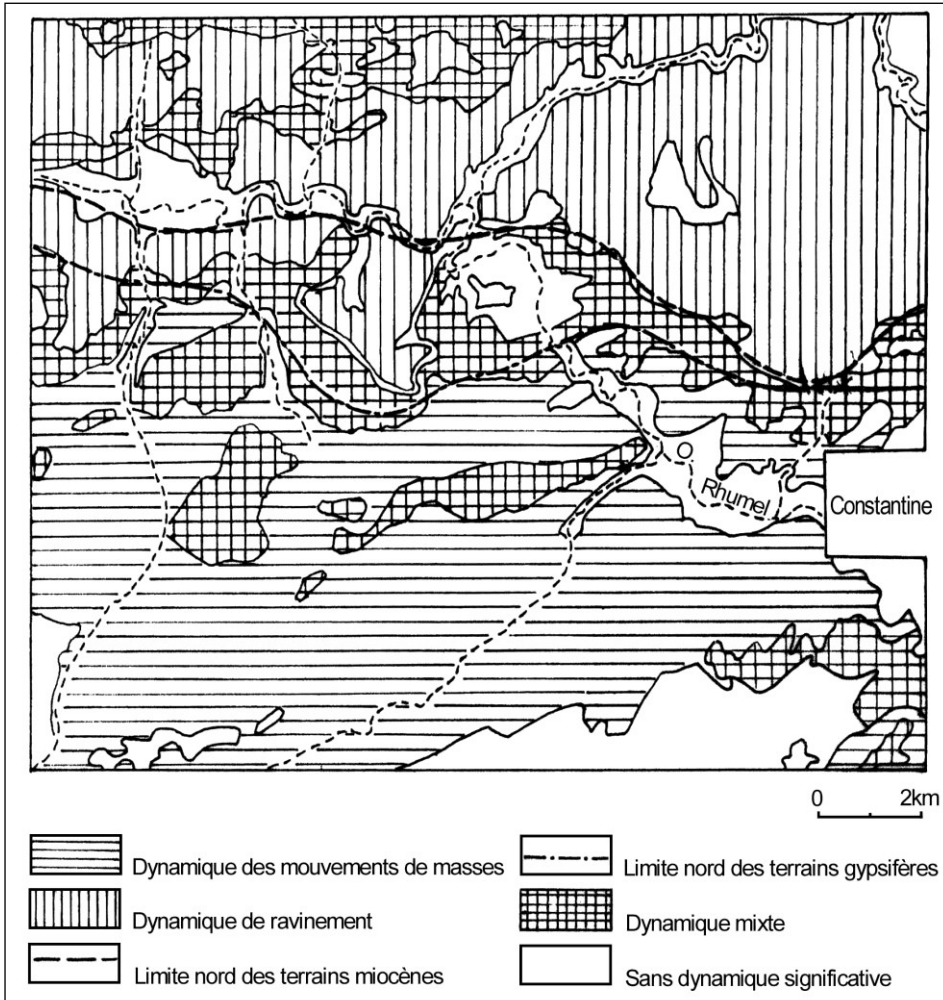 Rhumel
Constantine
0 2km
Dynamique des mouvements de masses
Limite nord des terrains gypsifères
Dynamique de ravinement
Dynamique mixte
Limite nord des terrains miocènes
Sans dynamique significative